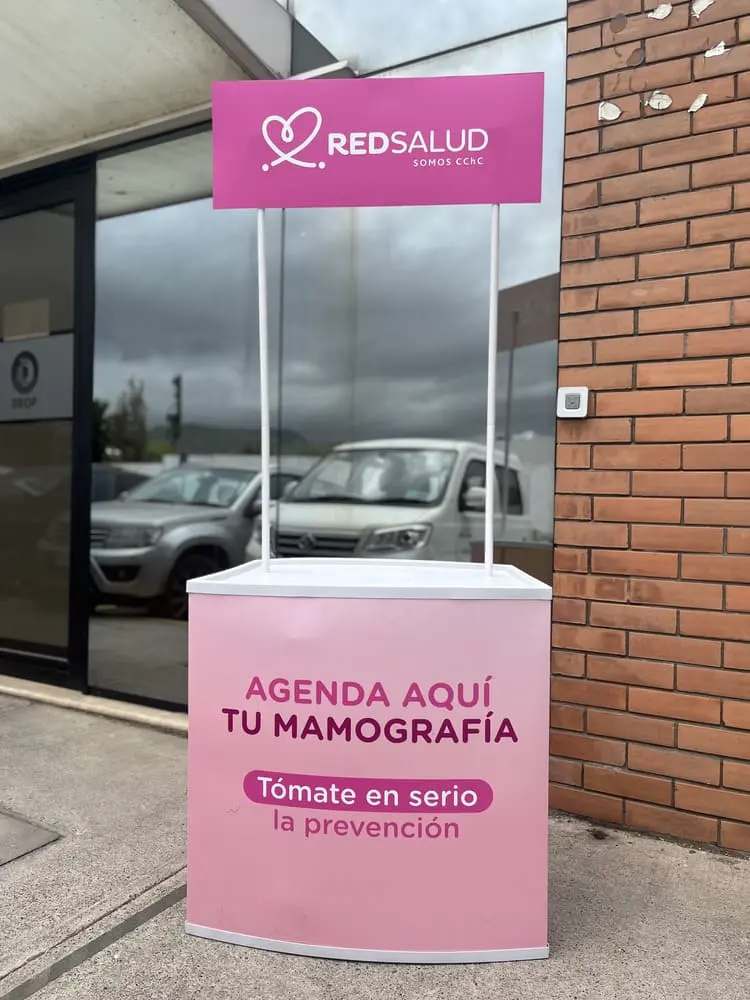 REDSALUD
SOMOS CChC
AGENDA AQUÍ
TU MAMOGRAFÍA
Tómate en serio
la prevención